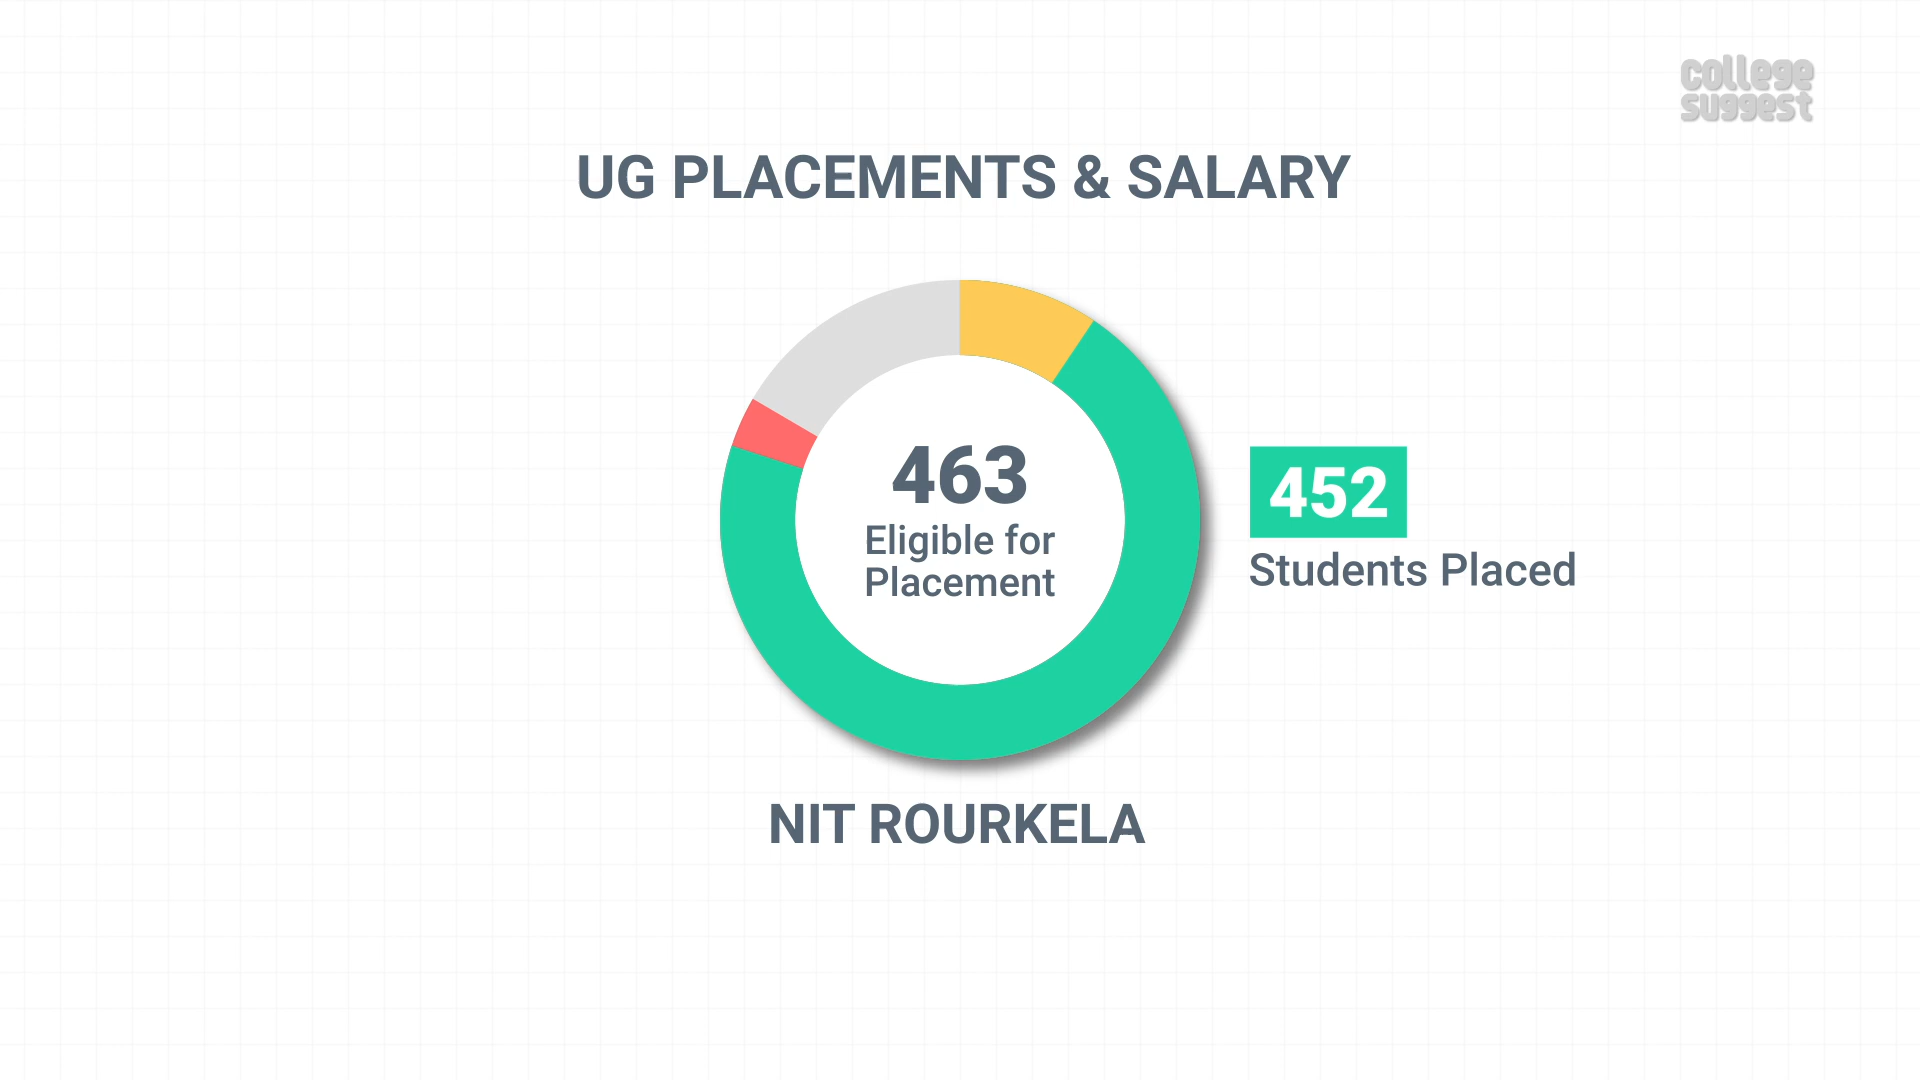 college
suggest
UG PLACEMENTS & SALARY
463
Eligible for
Placement
452
Students Placed
NIT ROURKELA